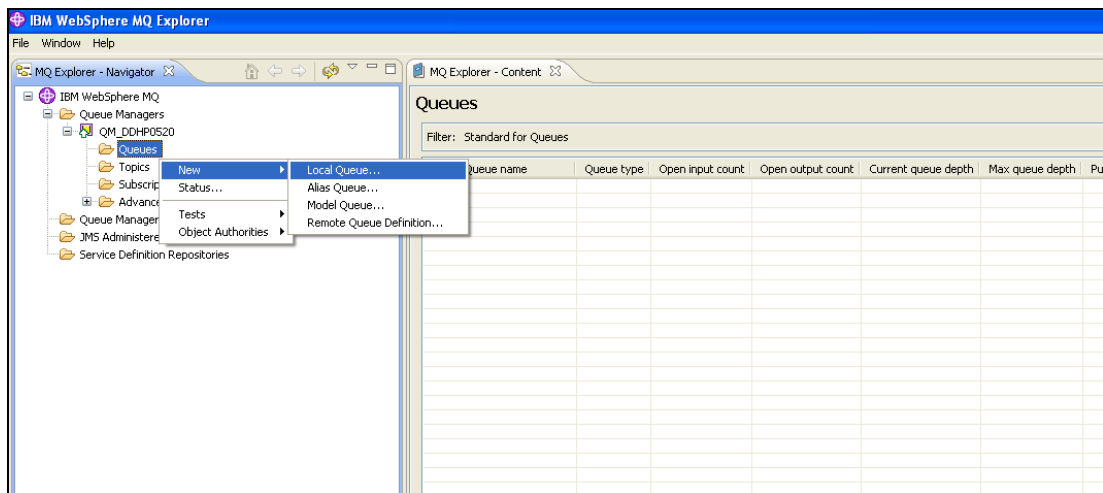 IBM WebSphere MQ Explorer
File Window Help
MQ Explorer - Navigator
IBM WebSphere MQ
Queue Managers
QM_DDHP0520
Queues
Topics
Subscrip
Advance
Queue Manager
JMS Administere
Service Definition Repositories
New
Status...
Tests
Object Authorities
Local Queue...
Alias Queue...
Model Queue...
Remote Queue Definition...
MQ Explorer - Content
Queues
Filter: Standard for Queues
Queue name Queue type Open input count Open output count Current queue depth Max queue depth Pu